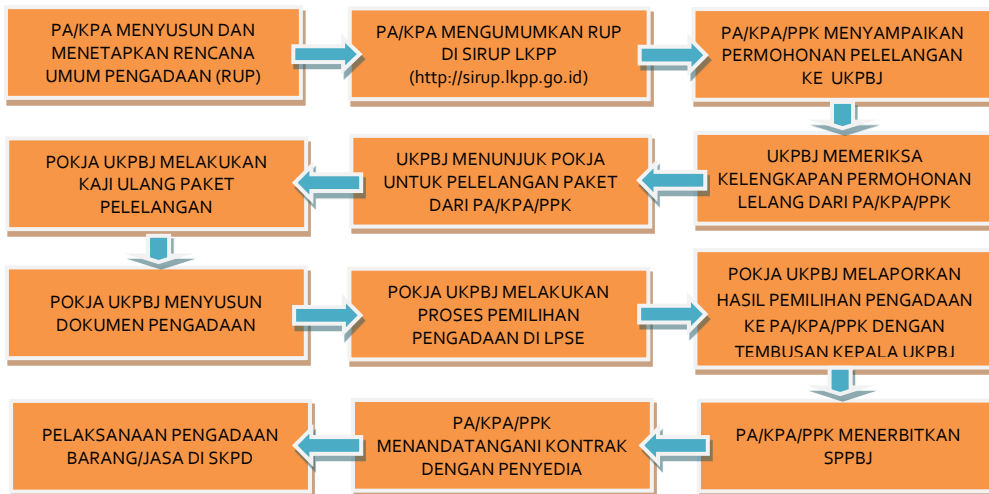 PA/KPA MENYUSUN DAN
MENETAPKAN RENCANA
UMUM PENGADAAN (RUP)
PA/KPA MENGUMUMKAN RUP
DI SIRUP LKPP
(http://sirup.lkpp.go.id)
PA/KPA/PPK MENYAMPAIKAN
PERMOHONAN PELELANGAN
KE UKPBJ
UKPBJ MEMERIKSA
KELENGKAPAN PERMOHONAN
LELANG DARI PA/KPA/PPK
UKPBJ MENUNJUK POKJA
UNTUK PELELANGAN PAKET
DARI PA/KPA/PPK
POKJA UKPBJ MELAKUKAN
KAJI ULANG PAKET
PELELANGAN
POKJA UKPBJ MENYUSUN
DOKUMEN PENGADAAN
POKJA UKPBJ MELAKUKAN
PROSES PEMILIHAN
PENGADAAN DI LPSE
POKJA UKPBJ MELAPORKAN
HASIL PEMILIHAN PENGADAAN
KE PA/KPA/PPK DENGAN
TEMBUSAN KEPALA UKPBJ
PA/KPA/PPK MENERBITKAN
SPPBJ
PA/KPA/PPK
MENANDATANGANI KONTRAK
DENGAN PENYEDIA
PELAKSANAAN PENGADAAN
BARANG/JASA DI SKPD